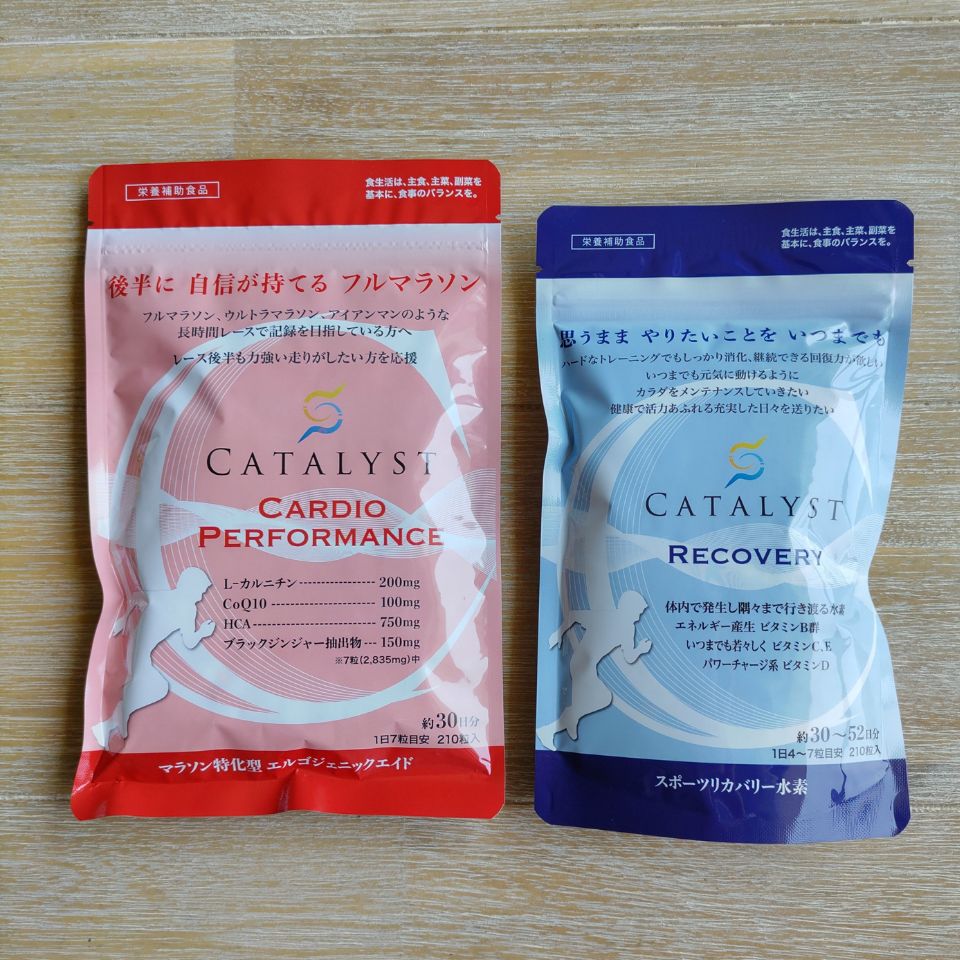 栄養補助食品
食生活は、主食、主菜、副菜を
基本に、食事のバランスを。
後半に 自信が持てる フルマラソン
フルマラソン、ウルトラマラソン、アイアンマンのような
長時間レースで記録を目指している方へ
レース後半も力強い走りがしたい方を応援
CATALYST
CARDIO
PERFORMANCE
L-カルニチン------------------ 200mg
CoQ10 ------------------------ 100mg
HCA-------------------------- 750mg
ブラックジンジャー抽出物--- 150mg
※7粒(2,835mg)中
約30日分
1日7粒目安 210粒入
マラソン特化型 エルゴジェニックエイド
栄養補助食品
食生活は、主食、主菜、副菜を
基本に、食事のバランスを。
思うまま やりたいことを いつまでも
ハードなトレーニングでもしっかり消化、継続できる回復力が欲しい
いつまでも元気に動けるように
カラダをメンテナンスしていきたい
健康で活力あふれる充実した日々を送りたい
CATALYST
RECOVERY
体内で発生し隅々まで行き渡る水素
エネルギー産生 ビタミンB群
いつまでも若々しく ビタミンC、E
パワーチャージ系 ビタミンD
約30～52日分
1日4～7粒目安 210粒入
スポーツリカバリー水素